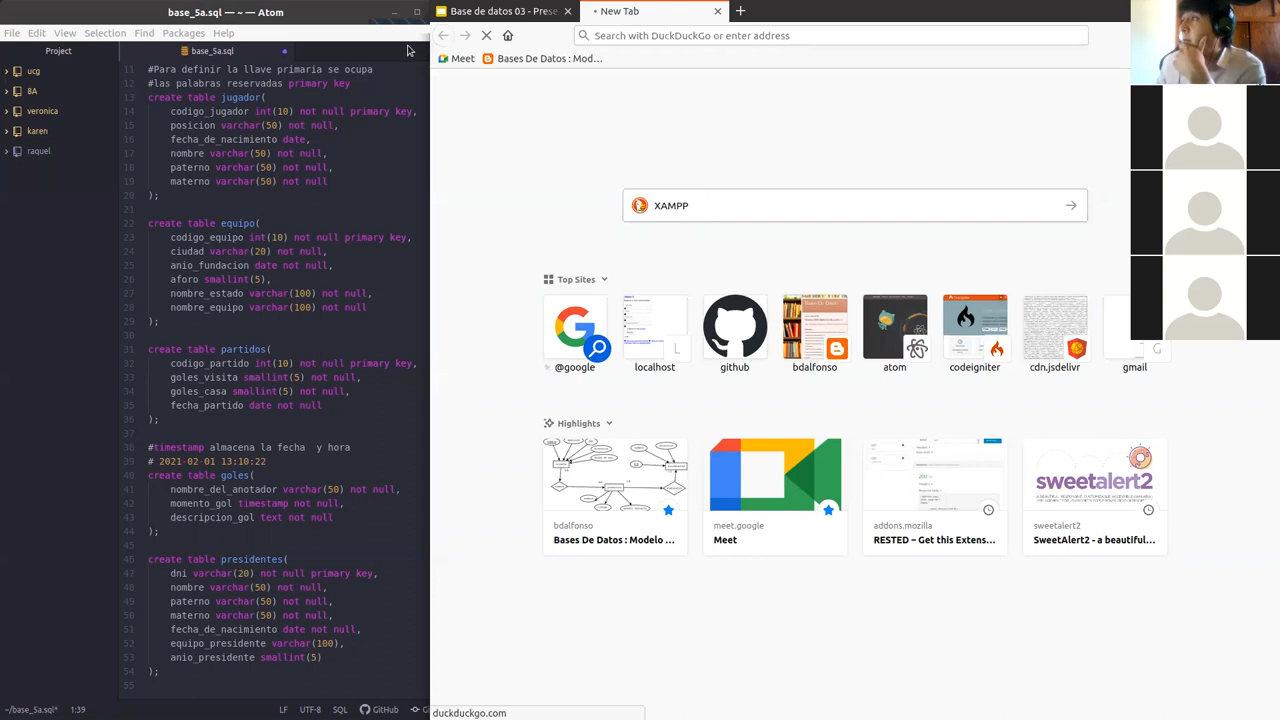 base_5a.sql — ~ — Atom
File Edit View Selection Find Packages Help
Project
base_5a.sql
ucg
8A
veronica
karen
raquel
11 #Para definir la llave primaria se ocupa
12 #las palabras reservadas primary key
13 create table jugador(
14 codigo_jugador int(10) not null primary key,
15 posicion varchar(50) not null,
16 fecha_de_nacimiento date,
17 nombre varchar(50) not null,
18 paterno varchar(50) not null,
19 materno varchar(50) not null
20 );
21
22 create table equipo(
23 codigo_equipo int(10) not null primary key,
24 ciudad varchar(20) not null,
25 anio_fundacion date not null,
26 aforo smallint(5),
27 nombre_estado varchar(100) not null,
28 nombre_equipo varchar(100) not null
29 );
30
31 create table partidos(
32 codigo_partido int(10) not null primary key,
33 goles_visita smallint(5) not null,
34 goles_casa smallint(5) not null,
35 fecha_partido date not null
36 );
37
38 #timestamp almacena la fecha y hora
39 # 2021-02-01 13:10:22
40 create table goles(
41 nombre_del_anotador varchar(50) not null,
42 momento_gol timestamp not null,
43 descripcion_gol text not null
44 );
45
46 create table presidentes(
47 dni varchar(20) not null primary key,
48 nombre varchar(50) not null,
49 paterno varchar(50) not null,
50 materno varchar(50) not null,
51 fecha_de_nacimiento date not null,
52 equipo_presidente varchar(100),
53 anio_presidente smallint(5)
54 );
55
~/base_5a.sql* 1:39 LF UTF-8 SQL GitHub
Base de datos 03 - Prese
New Tab
Search with DuckDuckGo or enter address
Meet
Bases De Datos : Mod…
XAMPP
Top Sites
@google
localhost
L
github
bdalfonso
atom
codeigniter
cdn.jsdelivr
gmail
G
Highlights
bdalfonso
Bases De Datos : Modelo ...
meet.google
Meet
addons.mozilla
RESTED – Get this Extens...
sweetalert2
sweetalert2
SweetAlert2 - a beautiful...
duckduckgo.com